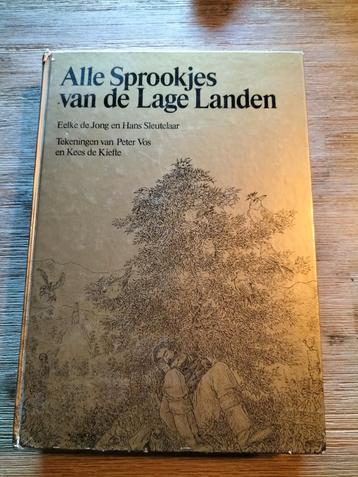 Alle Sprookjes
van de Lage Landen
Eelke de Jong en Hans Sleutelaar
Tekeningen van Peter Vos
en Kees de Kiefte